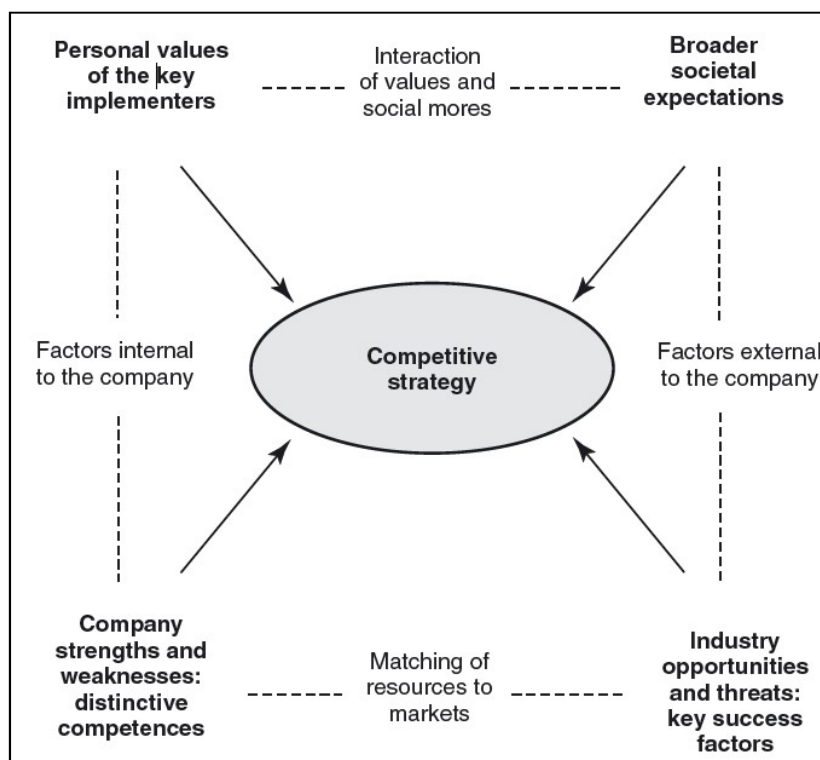 Personal values
of the key
implementers
Interaction
of values and
social mores
Broader
societal
expectations
Factors internal
to the company
Competitive
strategy
Factors external
to the company
Company
strengths and
weaknesses:
distinctive
competences
Matching of
resources to
markets
Industry
opportunities
and threats:
key success
factors